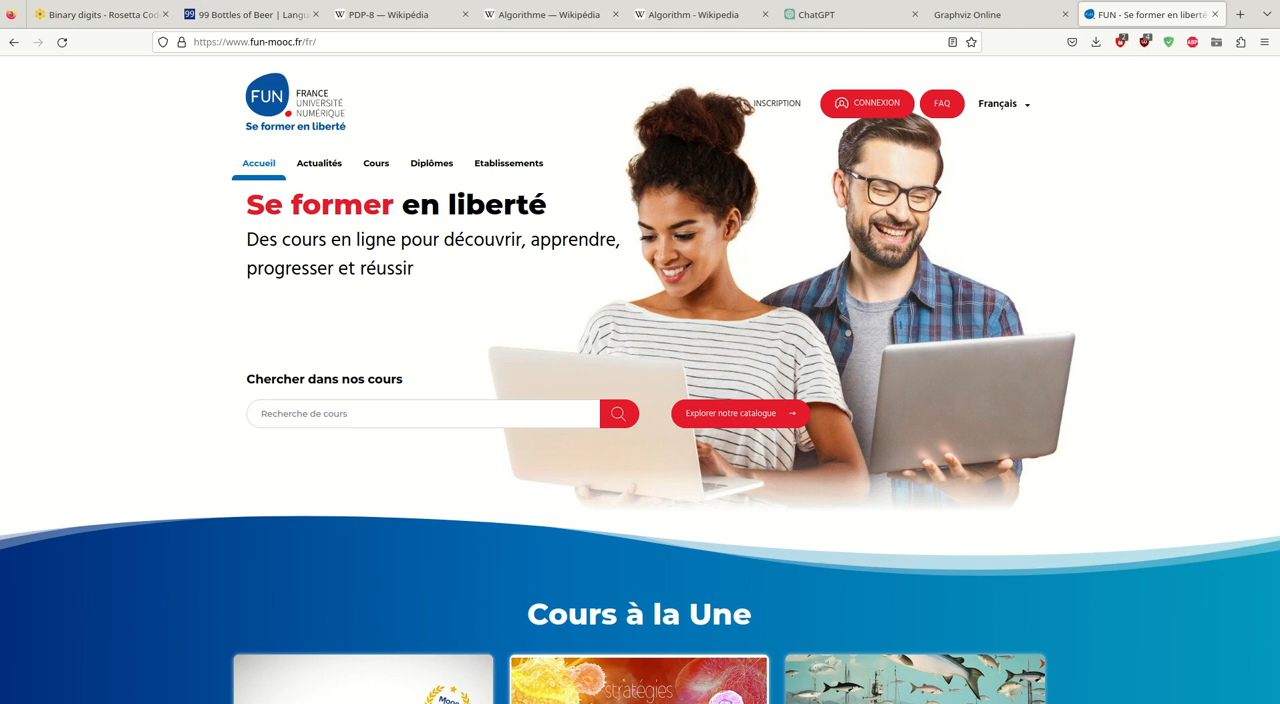 Binary digits - Rosetta Cod
99 Bottles of Beer | Langu
PDP-8 — Wikipédia
Algorithme — Wikipédia
Algorithm - Wikipedia
ChatGPT
Graphviz Online
FUN - Se former en liberté
https://www.fun-mooc.fr/fr/
2
4
ABP
FUN
FRANCE
UNIVERSITÉ
NUMÉRIQUE
Se former en liberté
INSCRIPTION
CONNEXION
FAQ
Français
Accueil
Actualités
Cours
Diplômes
Etablissements
Se former en liberté
Des cours en ligne pour découvrir, apprendre,
progresser et réussir
Chercher dans nos cours
Recherche de cours
Explorer notre catalogue →
Cours à la Une
stratégies